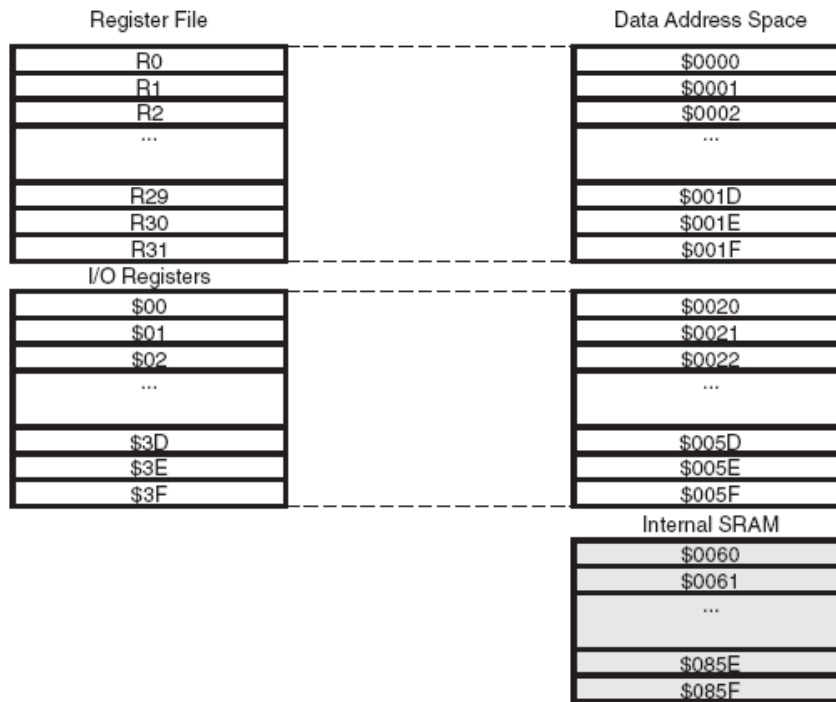 Register File
Data Address Space
R0
$0000
R1
$0001
R2
$0002
...
...
R29
$001D
R30
$001E
R31
$001F
I/O Registers
$00
$0020
$01
$0021
$02
$0022
...
...
$3D
$005D
$3E
$005E
$3F
$005F
Internal SRAM
$0060
$0061
...
$085E
$085F